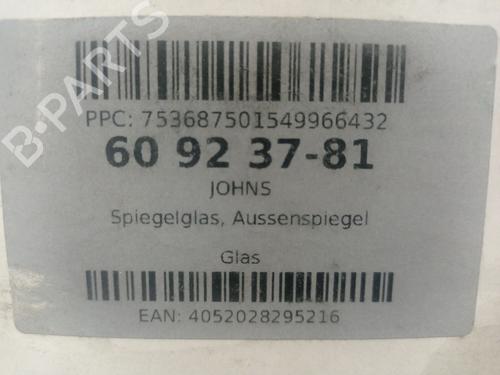 B-PARTS
PPC: 753687501549966432
60 92 37-81
JOHNS
Spiegelglas, Aussenspiegel
Glas
EAN: 4052028295216